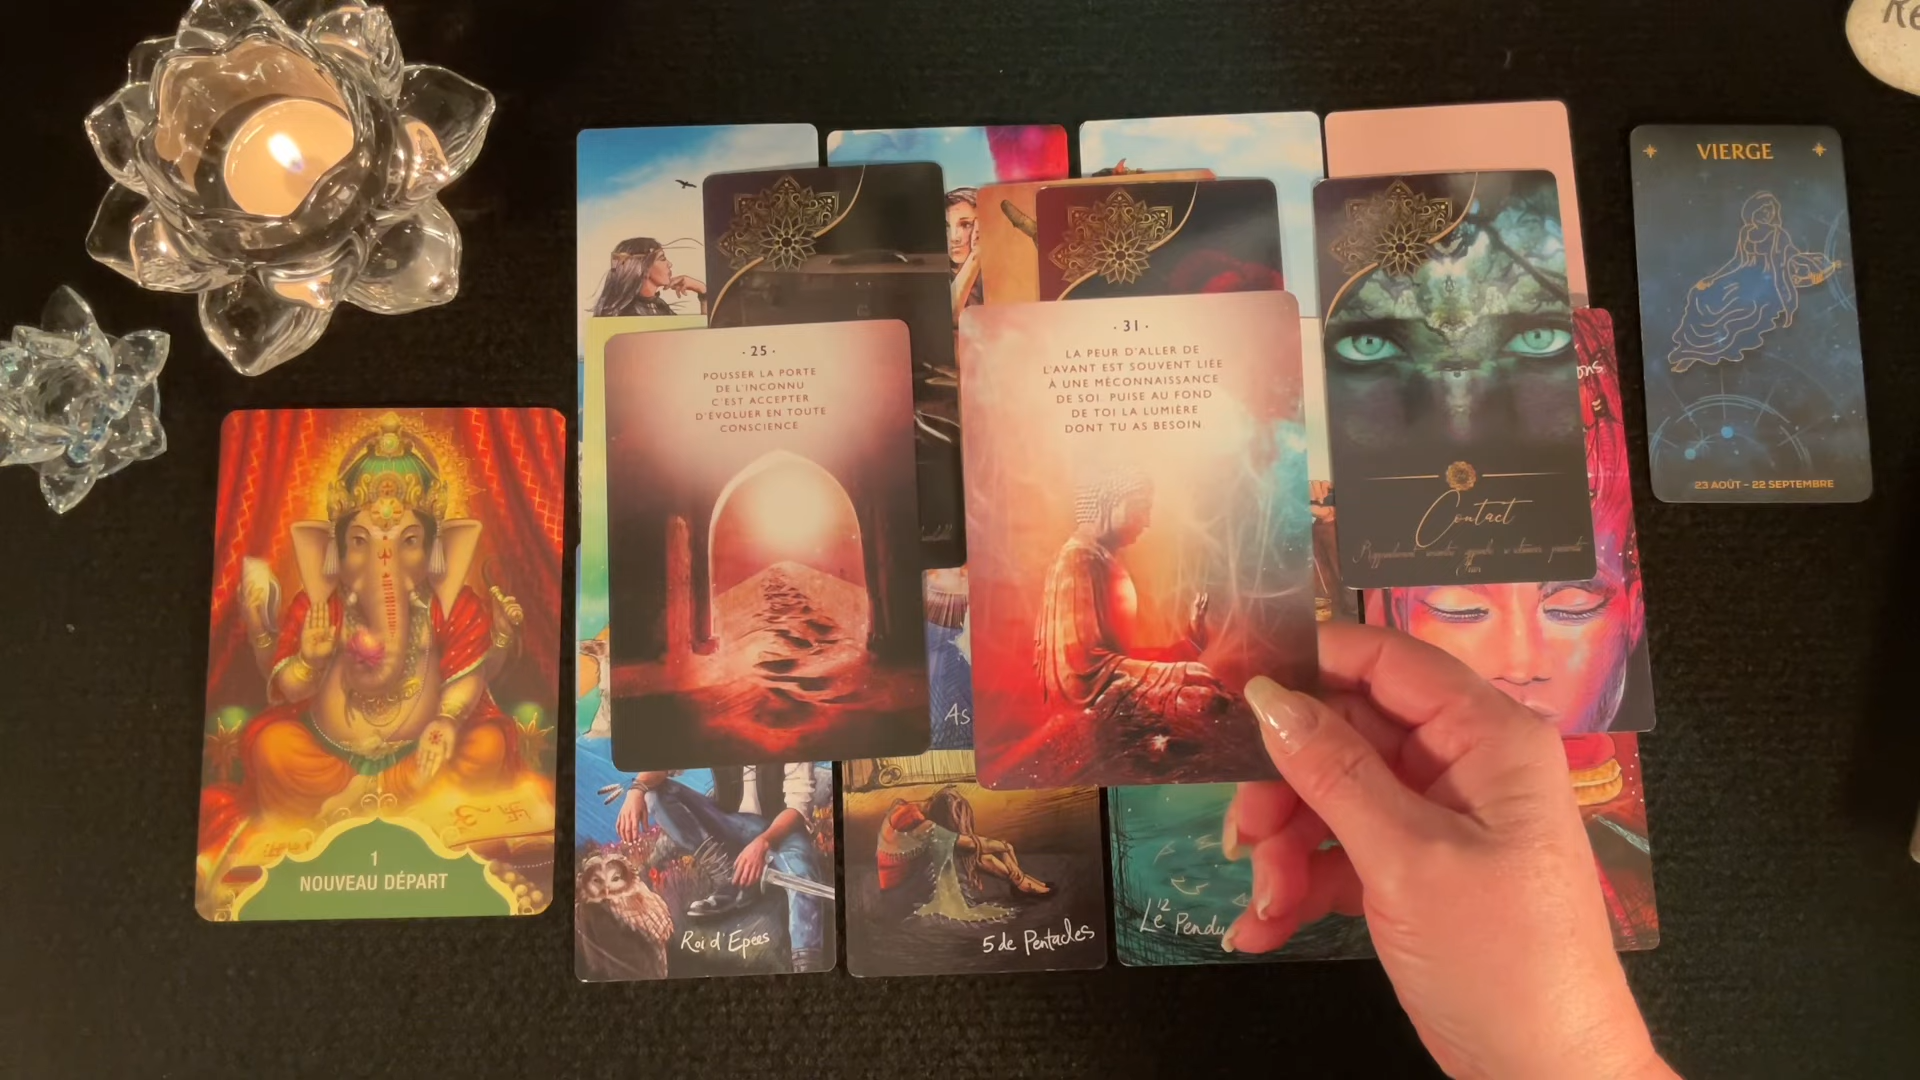 Re
VIERGE
23 AOÛT - 22 SEPTEMBRE
· 25 ·
POUSSER LA PORTE
DE L'INCONNU
C'EST ACCEPTER
D'ÉVOLUER EN TOUTE
CONSCIENCE
· 31 ·
LA PEUR D'ALLER DE
L'AVANT EST SOUVENT LIÉE
À UNE MÉCONNAISSANCE
DE SOI. PUISE AU FOND
DE TOI LA LUMIÈRE
DONT TU AS BESOIN
Contact
As
1
NOUVEAU DÉPART
Roi d'Epées
5 de Pentacles
12
Le Pendu